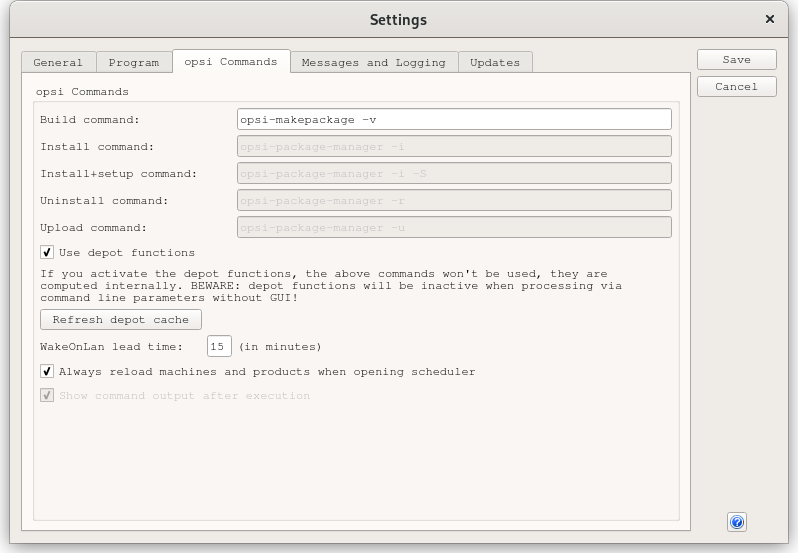 Settings
General
Program
opsi Commands
Messages and Logging
Updates
Save
Cancel
opsi Commands
Build command: opsi-makepackage -v
Install command: opsi-package-manager -i
Install+setup command: opsi-package-manager -i -S
Uninstall command: opsi-package-manager -r
Upload command: opsi-package-manager -u
Use depot functions
If you activate the depot functions, the above commands won't be used, they are
computed internally. BEWARE: depot functions will be inactive when processing via
command line parameters without GUI!
Refresh depot cache
WakeOnLan lead time: 15 (in minutes)
Always reload machines and products when opening scheduler
Show command output after execution